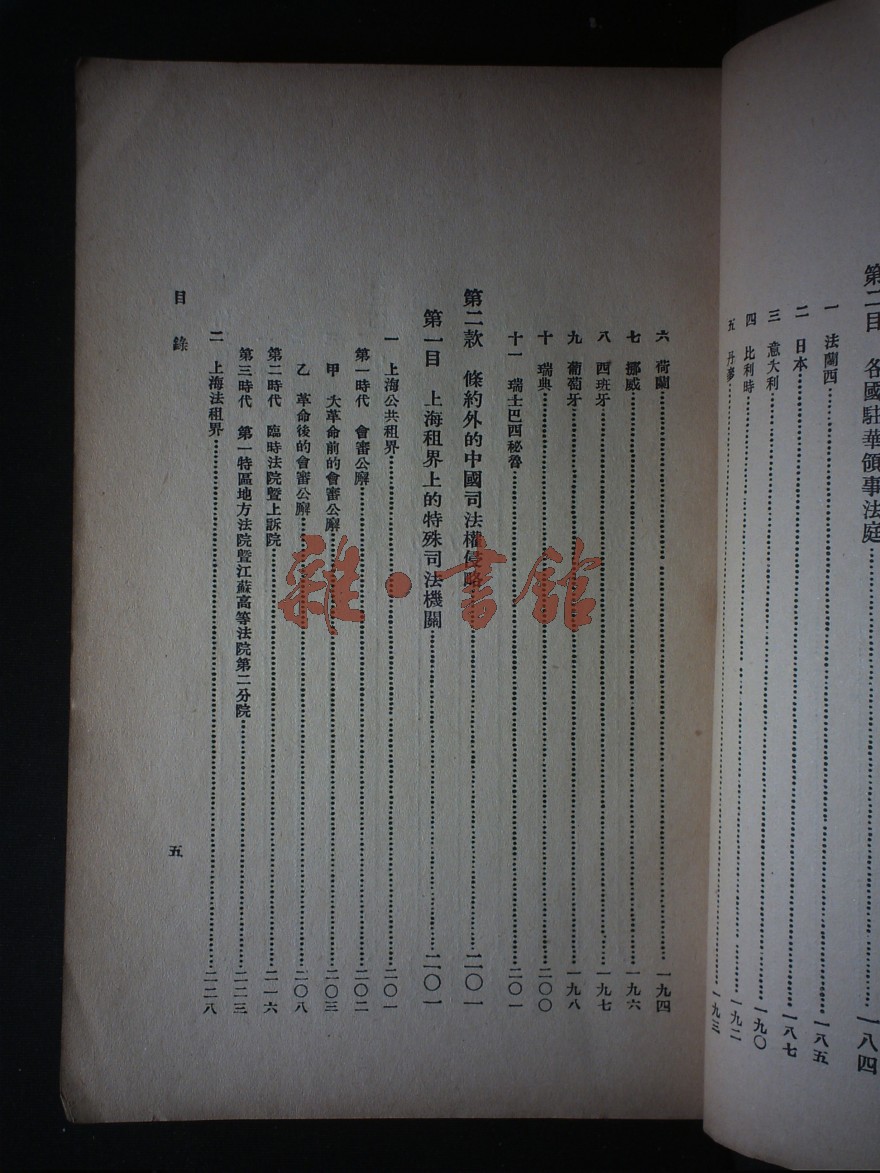 第二目 各國駐華領事法庭……一八四
一 法蘭西……一八五
二 日本……一八七
三 意大利……一九〇
四 比利時……一九二
五 丹麥……一九三
六 荷蘭……一九四
七 挪威……一九六
八 西班牙……一九七
九 葡萄牙……一九八
十 瑞典……二〇〇
十一 瑞士巴西秘魯……二〇一
第二款 條約外的中國司法權侵略……二〇一
第一目 上海租界上的特殊司法機關……二〇一
一 上海公共租界……二〇一
第一時代 會審公廨……二〇二
甲 大革命前的會審公廨……二〇三
乙 革命後的會審公廨……二〇八
第二時代 臨時法院暨上訴院……二一六
第三時代 第一特區地方法院暨江蘇高等法院第二分院……二二三
二 上海法租界……二二八
目錄
五
雜·書館